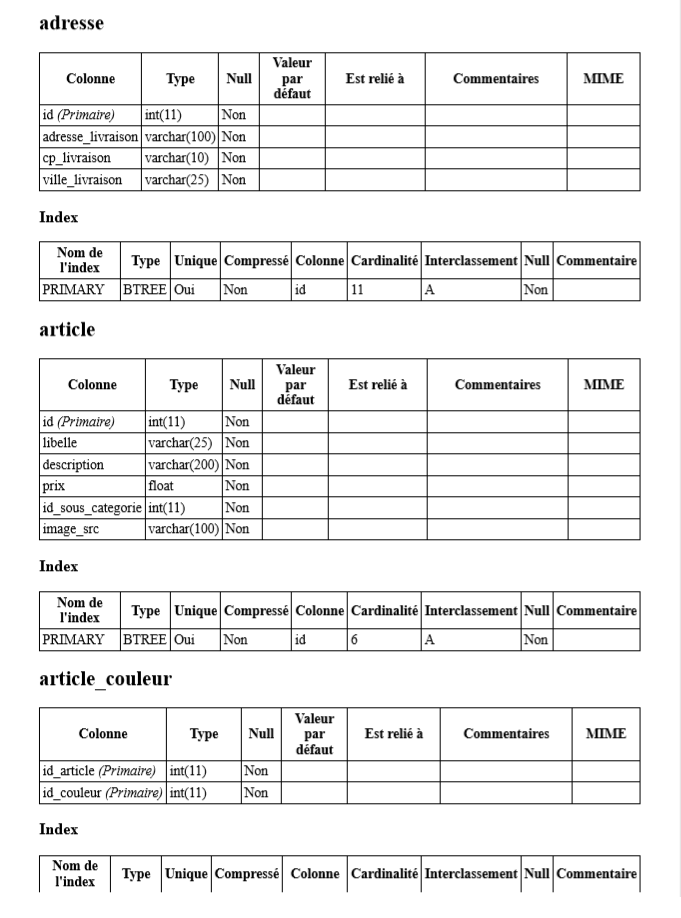 adresse
Colonne Type Null Valeur par défaut Est relié à Commentaires MIME
id (Primaire) int(11) Non
adresse_livraison varchar(100) Non
cp_livraison varchar(10) Non
ville_livraison varchar(25) Non
Index
Nom de l'index Type Unique Compressé Colonne Cardinalité Interclassement Null Commentaire
PRIMARY BTREE Oui Non id 11 A Non
article
Colonne Type Null Valeur par défaut Est relié à Commentaires MIME
id (Primaire) int(11) Non
libelle varchar(25) Non
description varchar(200) Non
prix float Non
id_sous_categorie int(11) Non
image_src varchar(100) Non
Index
Nom de l'index Type Unique Compressé Colonne Cardinalité Interclassement Null Commentaire
PRIMARY BTREE Oui Non id 6 A Non
article_couleur
Colonne Type Null Valeur par défaut Est relié à Commentaires MIME
id_article (Primaire) int(11) Non
id_couleur (Primaire) int(11) Non
Index
Nom de l'index Type Unique Compressé Colonne Cardinalité Interclassement Null Commentaire